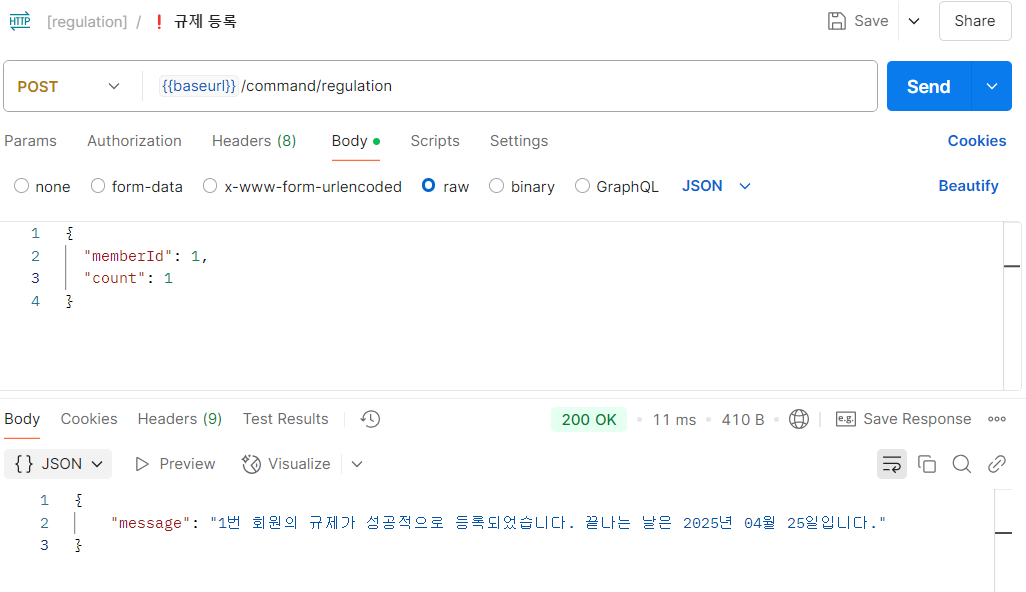 HTTP [regulation] / ❗ 규제 등록 Save Share
POST {{baseurl}} /command/regulation Send
Params Authorization Headers (8) Body Scripts Settings Cookies
none form-data x-www-form-urlencoded raw binary GraphQL JSON Beautify
1 {
2 "memberId": 1,
3 "count": 1
4 }
Body Cookies Headers (9) Test Results 200 OK 11 ms 410 B e.g. Save Response
{} JSON Preview Visualize
1 {
2 "message": "1번 회원의 규제가 성공적으로 등록되었습니다. 끝나는 날은 2025년 04월 25일입니다."
3 }